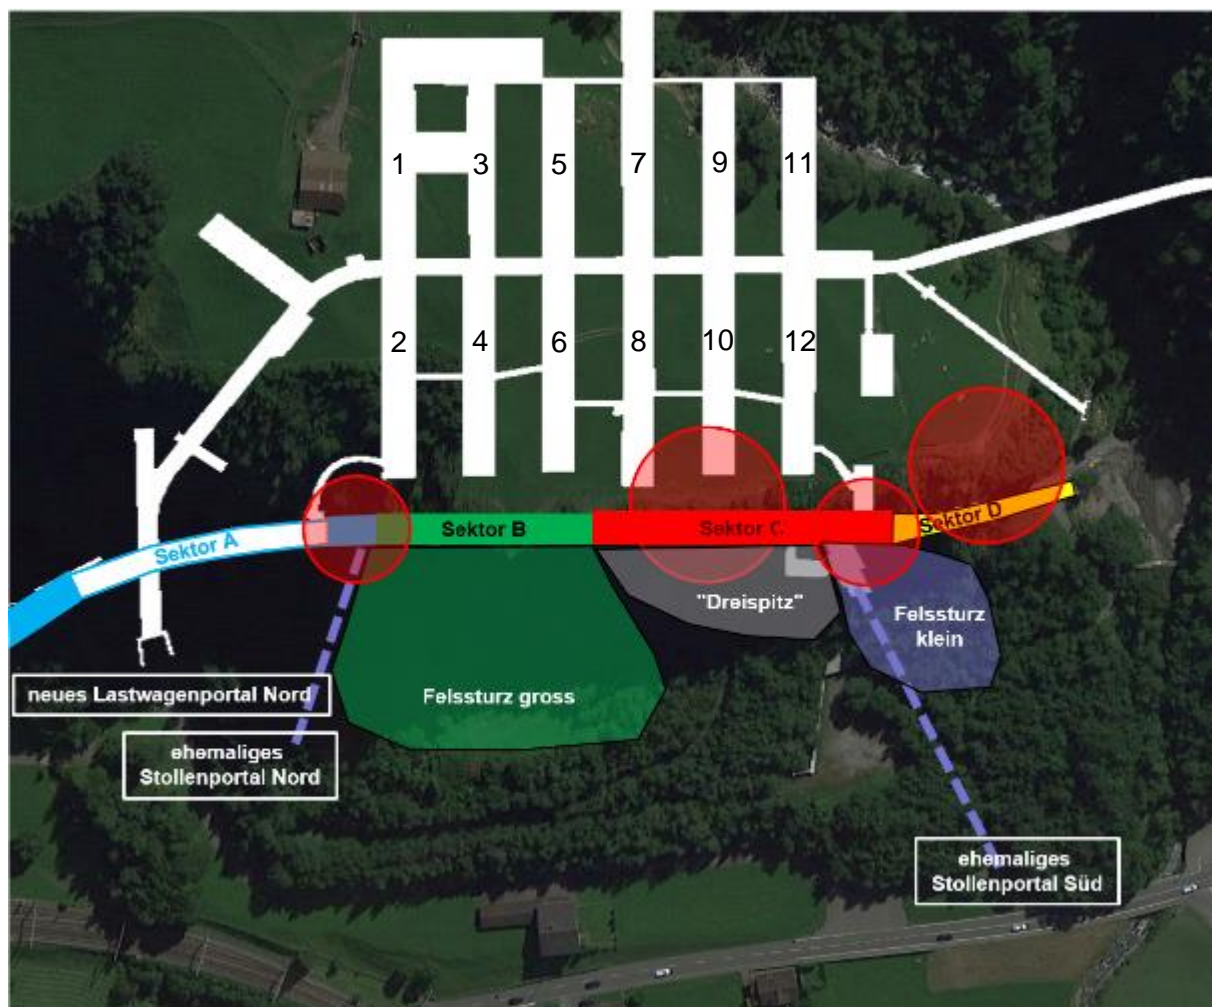 1
3
5
7
9
11
2
4
6
8
10
12
Sektor A
Sektor B
Sektor C
Sektor D
"Dreispitz"
Felssturz
klein
Felssturz gross
neues Lastwagenportal Nord
ehemaliges
Stollenportal Nord
ehemaliges
Stollenportal Süd